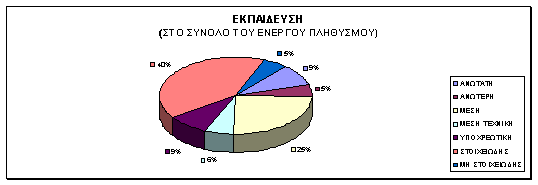 ΕΚΠΑΙΔΕΥΣΗ
(ΣΤΟ ΣΥΝΟΛΟ ΤΟΥ ΕΝΕΡΓΟΥ ΠΛΗΘΥΣΜΟΥ)
5%
40%
9%
5%
9%
6%
25%
ΑΝΩΤΑΤΗ
ΑΝΩΤΕΡΗ
ΜΕΣΗ
ΜΕΣΗ ΤΕΧΝΙΚΗ
ΥΠΟΧΡΕΩΤΙΚΗ
ΣΤΟΙΧΕΙΩΔΗΣ
ΜΗ ΣΤΟΙΧΕΙΩΔΗΣ